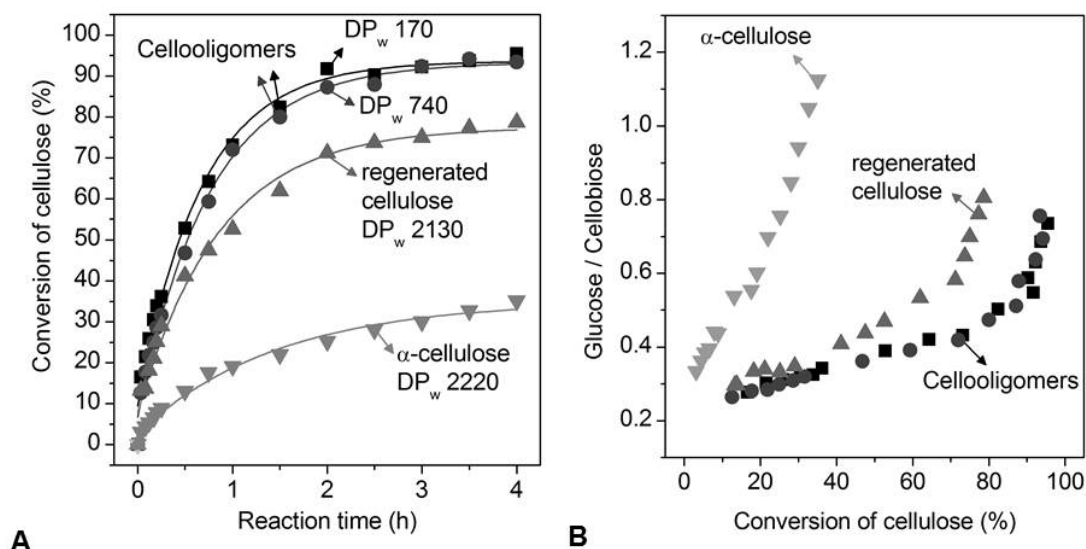 100
90
80
70
60
50
40
30
20
10
0
Conversion of cellulose (%)
Cellooligomers
DPw 170
DPw 740
regenerated
cellulose
DPw 2130
α-cellulose
DPw 2220
0 1 2 3 4
Reaction time (h)
A
1.2
1.0
0.8
0.6
0.4
0.2
Glucose / Cellobiose
α-cellulose
regenerated
cellulose
Cellooligomers
0 20 40 60 80 100
Conversion of cellulose (%)
B